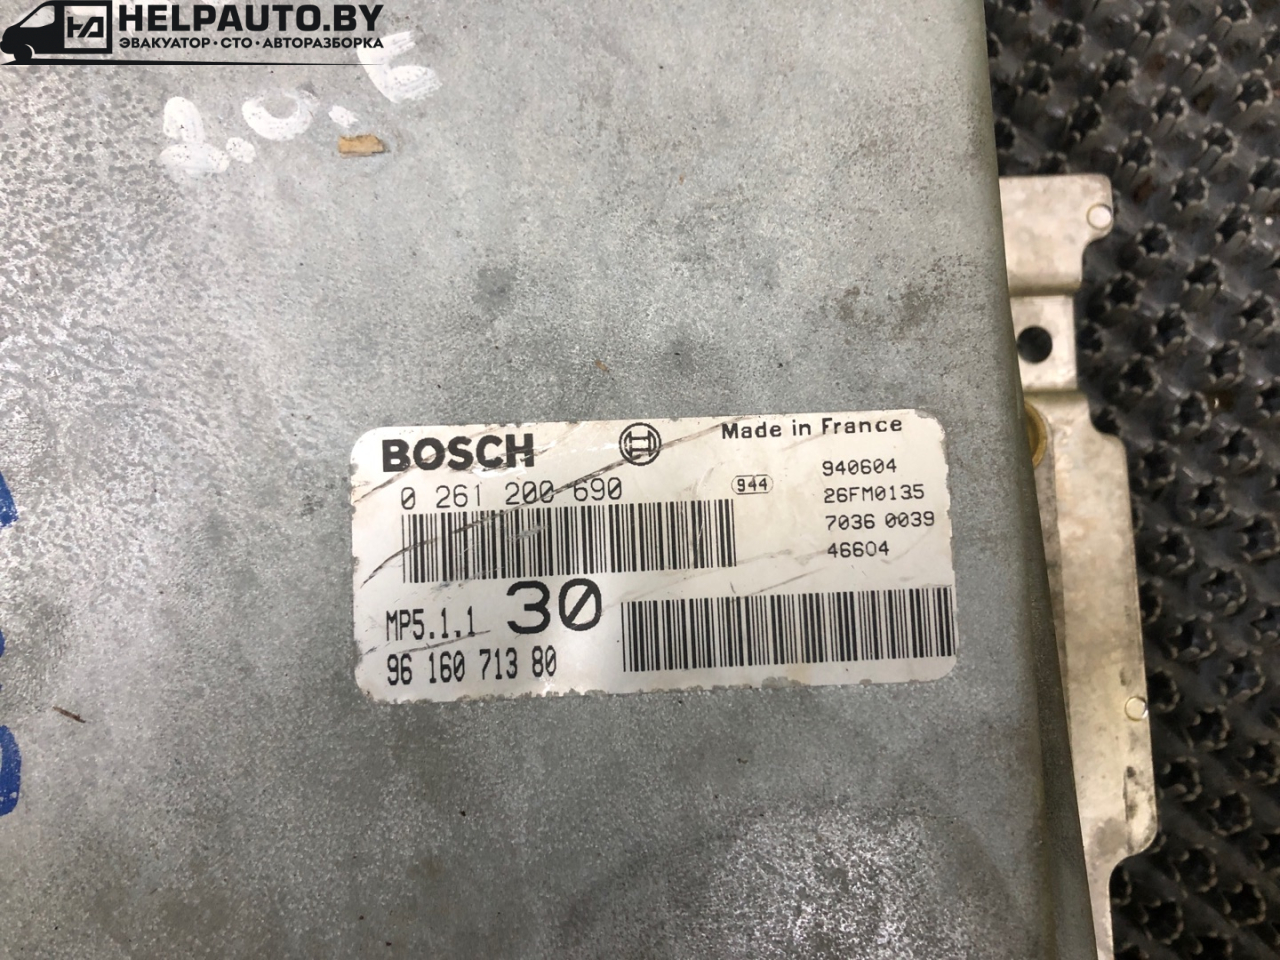 HELPAUTO.BY
ЭВАКУАТОР · СТО · АВТОРАЗБОРКА
BOSCH
Made in France
0 261 200 690
944
940604
26FM0135
7036 0039
46604
MP5.1.1 30
96 160 713 80